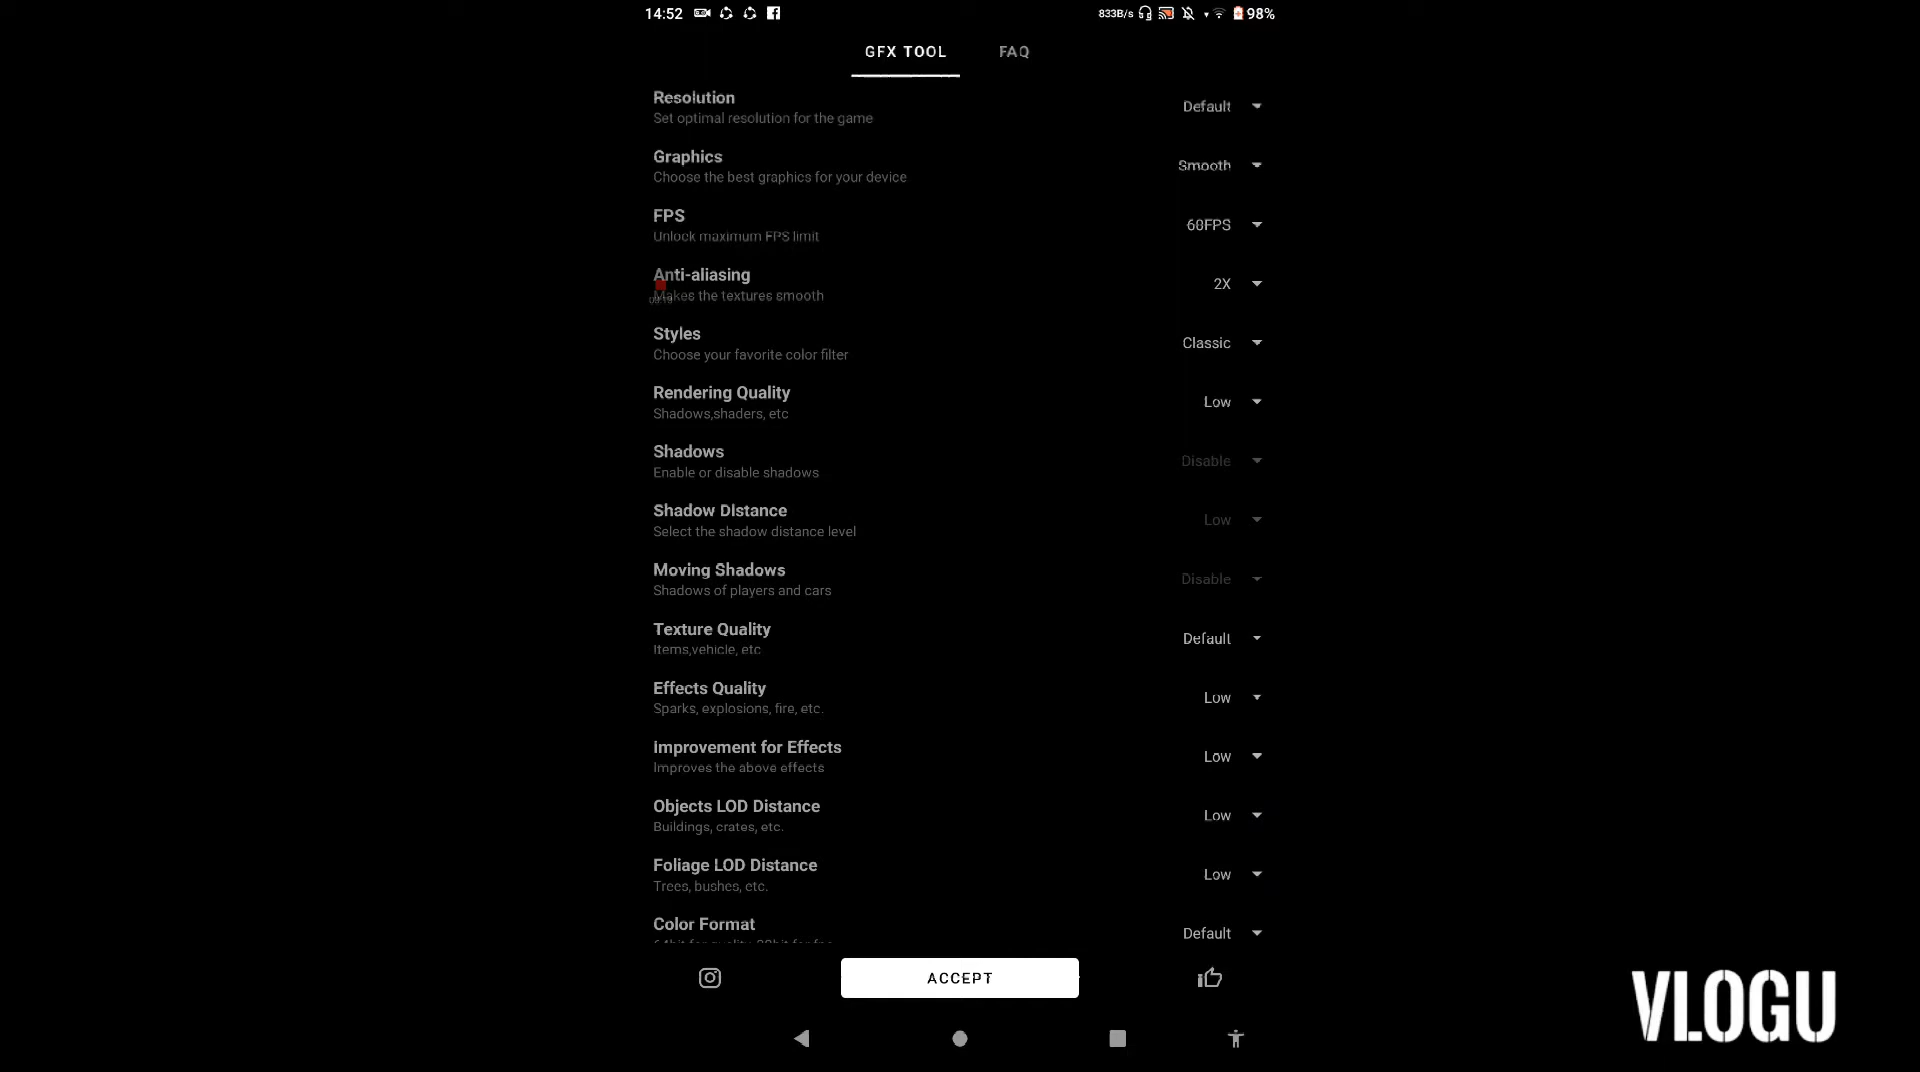 14:52
833B/s
98%
GFX TOOL
FAQ
Resolution
Set optimal resolution for the game
Default
Graphics
Choose the best graphics for your device
Smooth
FPS
Unlock maximum FPS limit
60FPS
Anti-aliasing
Makes the textures smooth
2X
Styles
Choose your favorite color filter
Classic
Rendering Quality
Shadows,shaders, etc
Low
Shadows
Enable or disable shadows
Disable
Shadow Distance
Select the shadow distance level
Low
Moving Shadows
Shadows of players and cars
Disable
Texture Quality
Items,vehicle, etc
Default
Effects Quality
Sparks, explosions, fire, etc.
Low
Improvement for Effects
Improves the above effects
Low
Objects LOD Distance
Buildings, crates, etc.
Low
Foliage LOD Distance
Trees, bushes, etc.
Low
Color Format
Default
ACCEPT
VLOGU